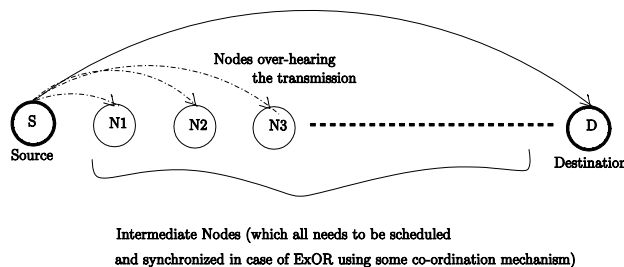 Nodes over-hearing
the transmission
S
N1
N2
N3
D
Source
Destination
Intermediate Nodes (which all needs to be scheduled
and synchronized in case of ExOR using some co-ordination mechanism)